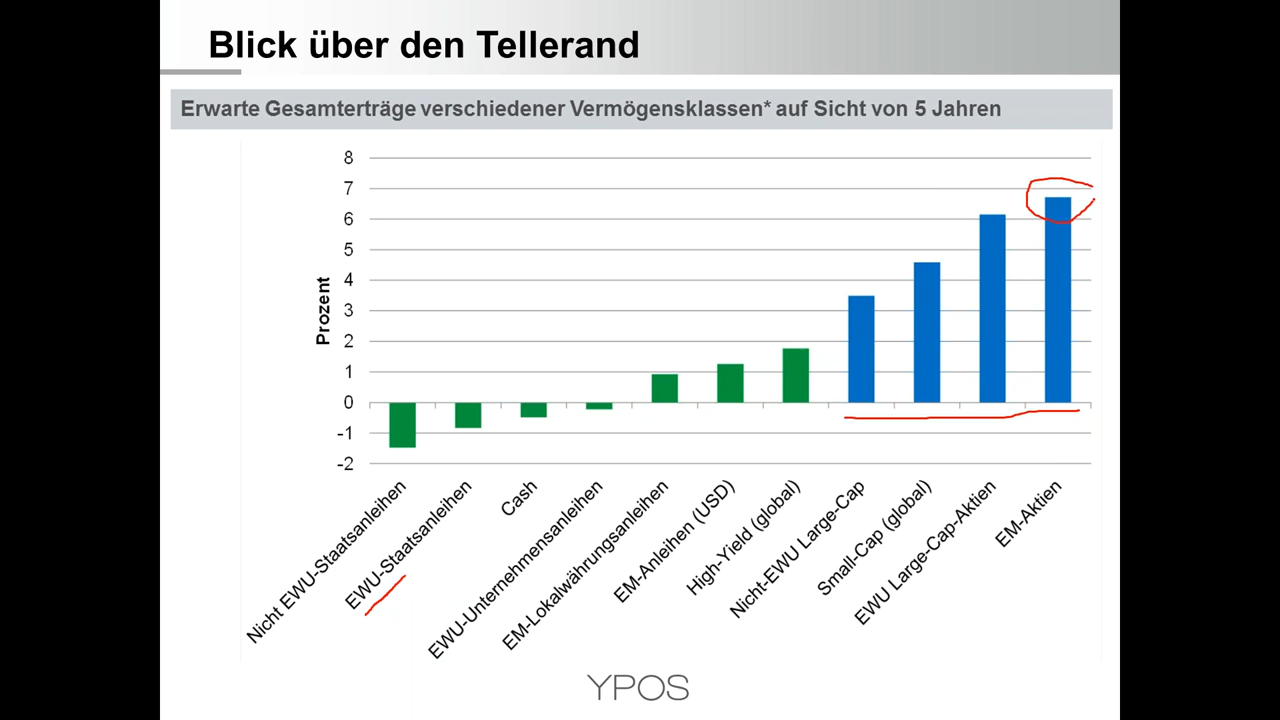 Blick über den Tellerand
Erwarte Gesamterträge verschiedener Vermögensklassen* auf Sicht von 5 Jahren
Prozent
8
7
6
5
4
3
2
1
0
-1
-2
Nicht EWU-Staatsanleihen
EWU-Staatsanleihen
Cash
EWU-Unternehmensanleihen
EM-Lokalwährungsanleihen
EM-Anleihen (USD)
High-Yield (global)
Nicht-EWU Large-Cap
Small-Cap (global)
EWU Large-Cap-Aktien
EM-Aktien
YPOS